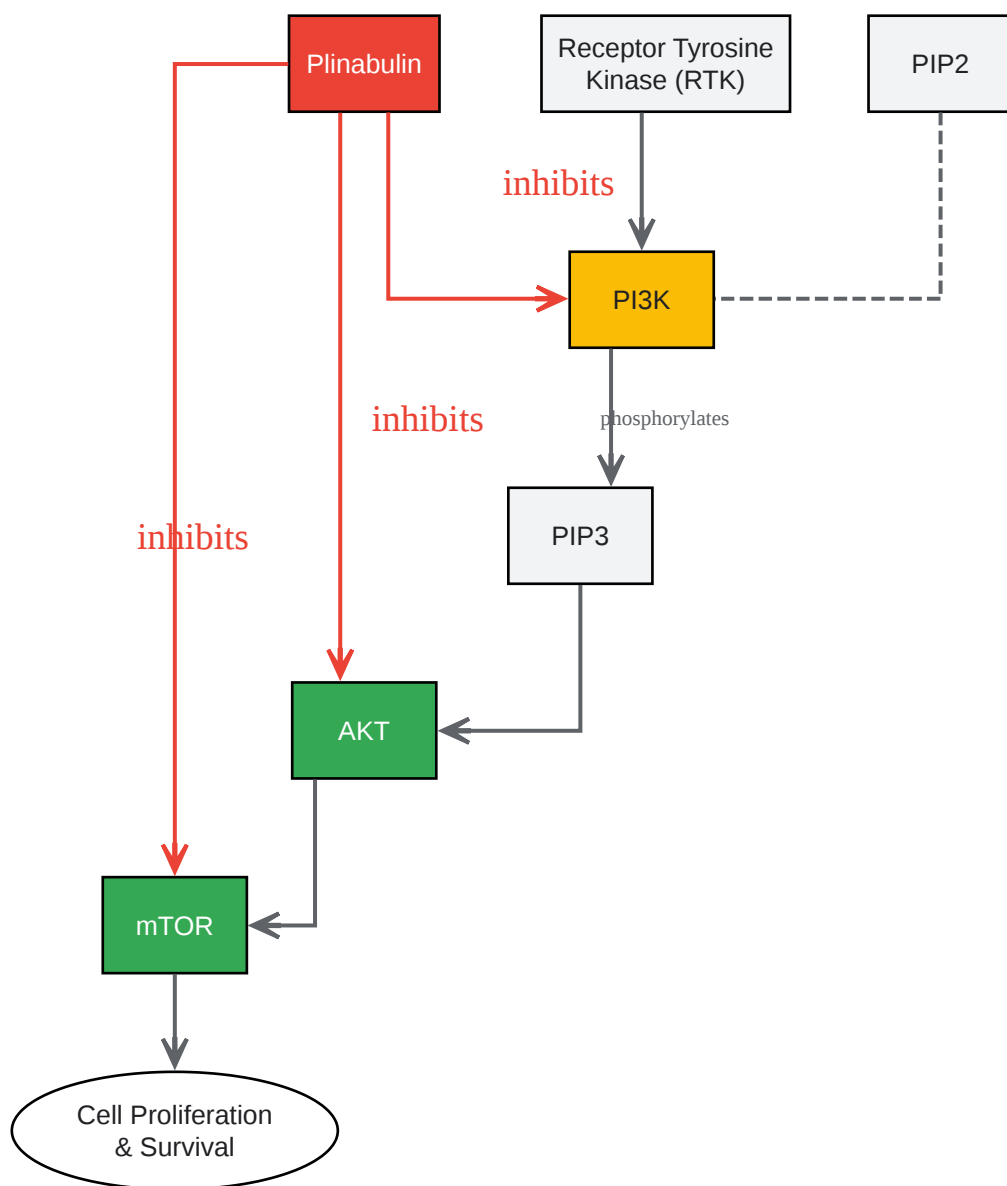 Plinabulin
Receptor Tyrosine
Kinase (RTK)
PIP2
inhibits
PI3K
inhibits
phosphorylates
inhibits
PIP3
AKT
mTOR
Cell Proliferation
& Survival